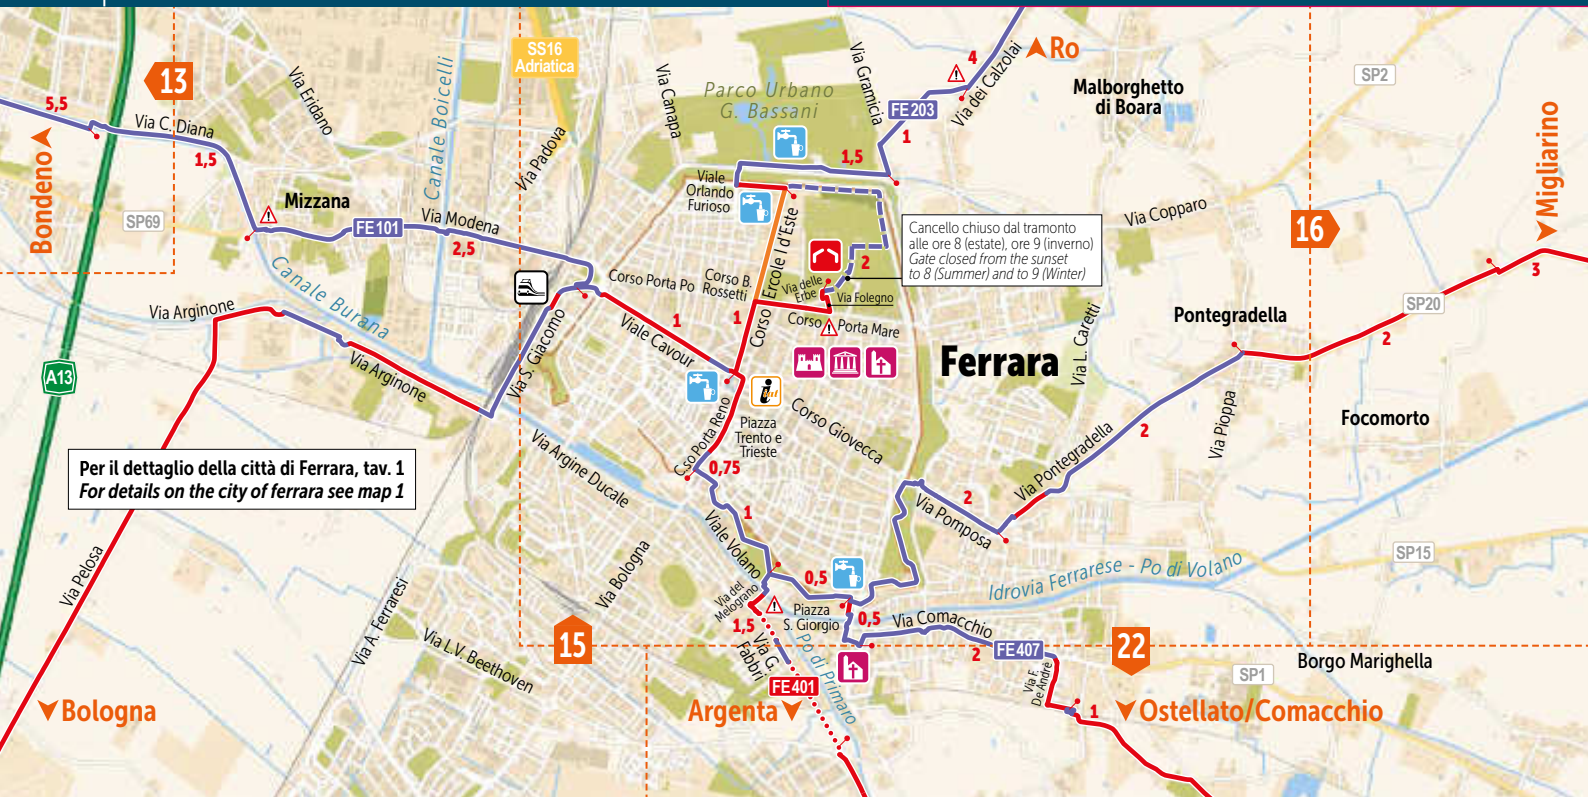 SS16
Adriatica
13
5,5
Via C. Diana
1,5
Via Eridano
Canale Boicelli
Via Padova
Via Canapa
Parco Urbano
G. Bassani
Via Gramicia
FE203
4
Via dei Calzolai
Ro
1
1,5
Malborghetto
di Boara
SP2
Migliarino
Bondeno
SP69
Mizzana
FE101
Via Modena
2,5
Canale Burana
Viale
Orlando
Furioso
Corso Ercole I d'Este
Cancello chiuso dal tramonto
alle ore 8 (estate), ore 9 (inverno)
Gate closed from the sunset
to 8 (Summer) and to 9 (Winter)
Via Copparo
16
3
SP20
2
Corso Porta Po
Corso B.
Rossetti
Via delle
Erbe
Via Folegno
2
Corso Porta Mare
1
1
Viale Cavour
Via Arginone
Via Arginone
Via S. Giacomo
A13
Ferrara
Via L. Caretti
Pontegradella
Focomorto
Via Pioppa
2
Via Pontegradella
Piazza
Trento e
Trieste
Corso Giovecca
C.so Porta Reno
0,75
Per il dettaglio della città di Ferrara, tav. 1
For details on the city of ferrara see map 1
Via Argine Ducale
1
Viale Volano
2
Via Pomposa
SP15
Idrovia Ferrarese - Po di Volano
Via Pelosa
Via A. Ferraresi
Via Bologna
Via del
Melograno
0,5
Piazza
S. Giorgio
0,5
Via Comacchio
2
FE407
1,5
Via G.
Fabbri
Po di Primaro
FE401
Via L.V. Beethoven
15
22
Via F.
De André
1
SP1
Borgo Marighella
Bologna
Argenta
Ostellato/Comacchio